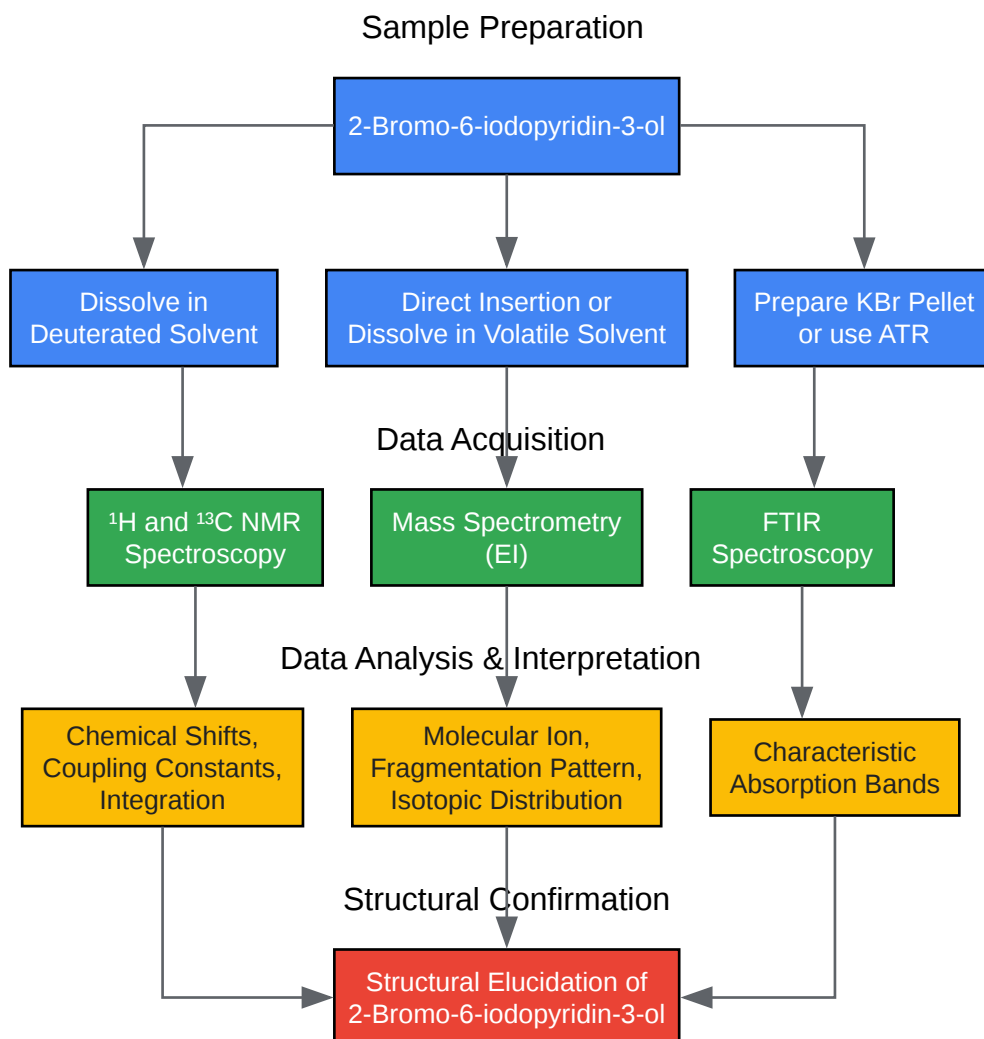 Sample Preparation
2-Bromo-6-iodopyridin-3-ol
Dissolve in
Deuterated Solvent
Direct Insertion or
Dissolve in Volatile Solvent
Prepare KBr Pellet
or use ATR
Data Acquisition
¹H and ¹³C NMR
Spectroscopy
Mass Spectrometry
(EI)
FTIR
Spectroscopy
Data Analysis & Interpretation
Chemical Shifts,
Coupling Constants,
Integration
Molecular Ion,
Fragmentation Pattern,
Isotopic Distribution
Characteristic
Absorption Bands
Structural Confirmation
Structural Elucidation of
2-Bromo-6-iodopyridin-3-ol